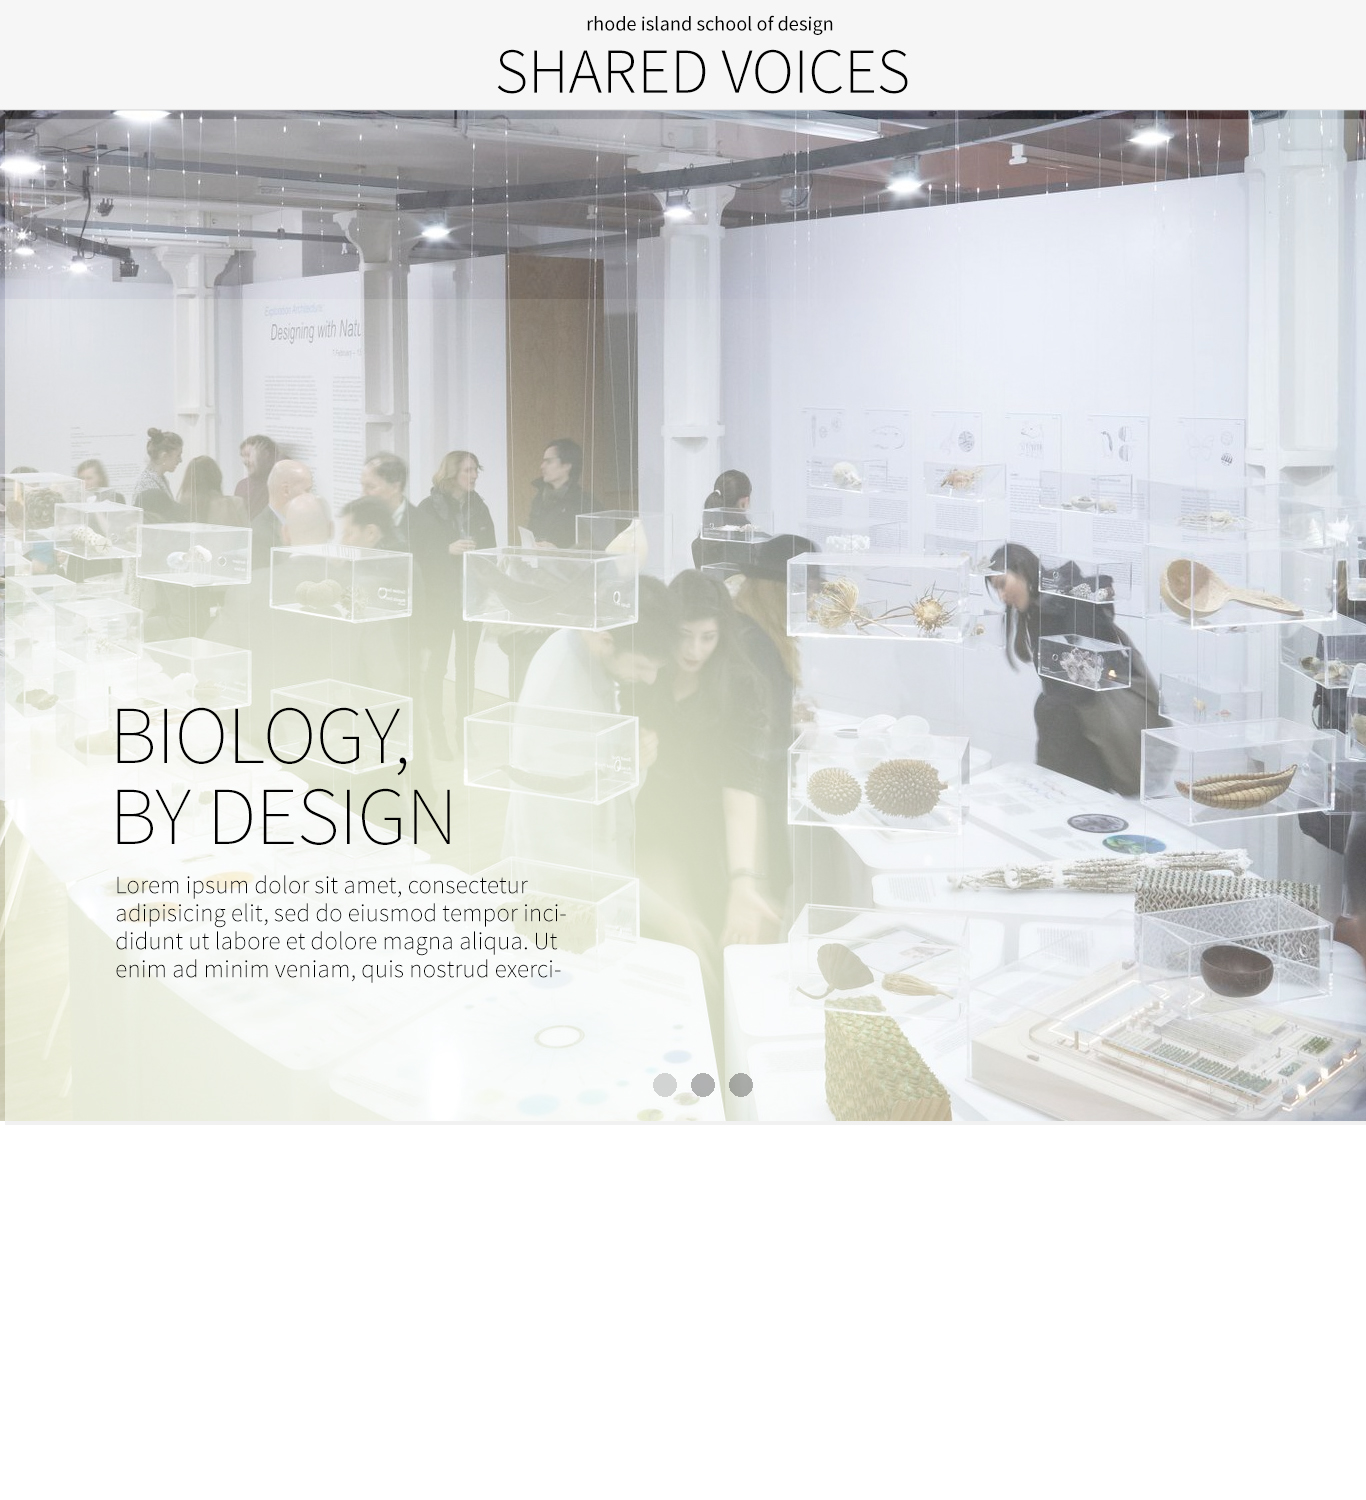 rhode island school of design
SHARED VOICES
Exploration Architecture:
Designing with Natu
BIOLOGY,
BY DESIGN
Lorem ipsum dolor sit amet, consectetur
adipisicing elit, sed do eiusmod tempor inci-
didunt ut labore et dolore magna aliqua. Ut
enim ad minim veniam, quis nostrud exerci-